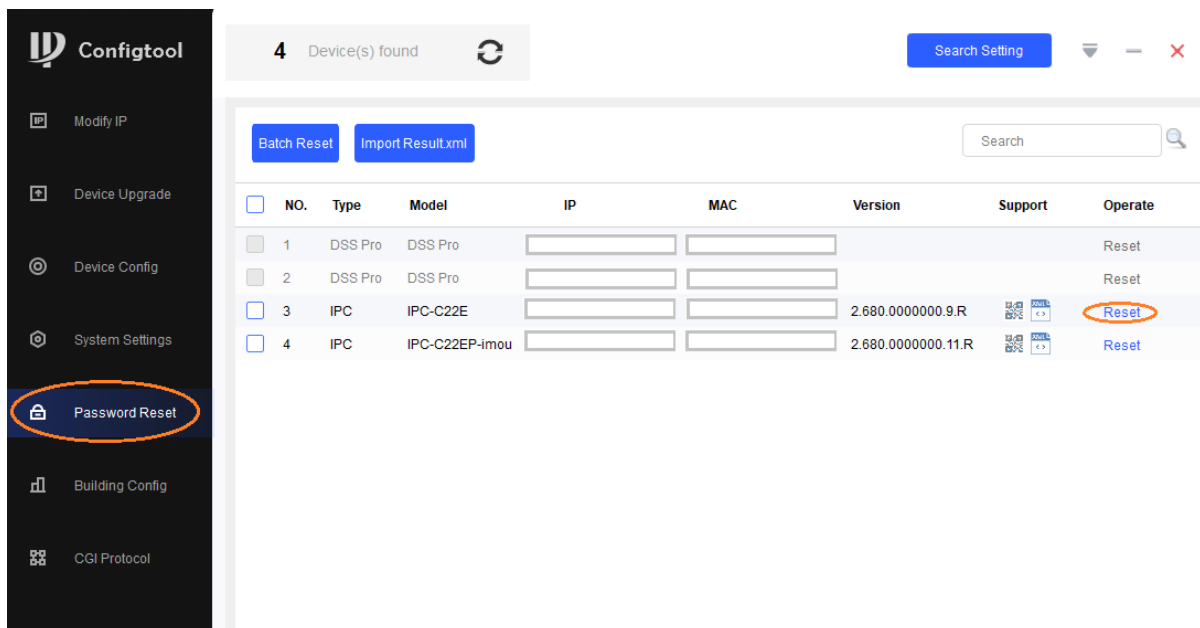 Configtool
4 Device(s) found
Search Setting
Modify IP
Device Upgrade
Device Config
System Settings
Password Reset
Building Config
CGI Protocol
Batch Reset Import Result.xml
Search
NO. Type Model IP MAC Version Support Operate
1 DSS Pro DSS Pro Reset
2 DSS Pro DSS Pro Reset
3 IPC IPC-C22E 2.680.0000000.9.R XML Reset
4 IPC IPC-C22EP-imou 2.680.0000000.11.R XML Reset